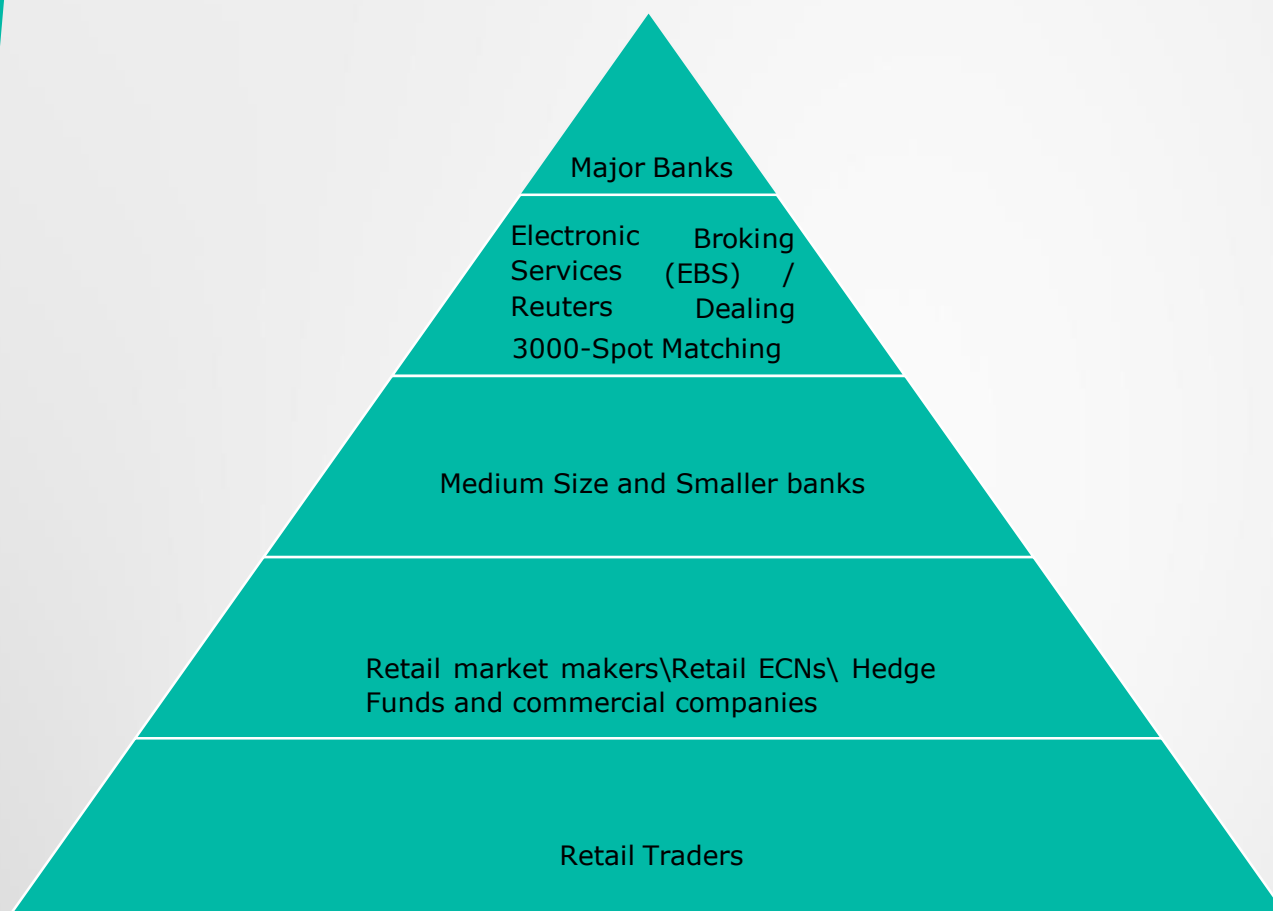 Major Banks
Electronic Broking
Services (EBS) /
Reuters Dealing
3000-Spot Matching
Medium Size and Smaller banks
Retail market makers\Retail ECNs\ Hedge
Funds and commercial companies
Retail Traders